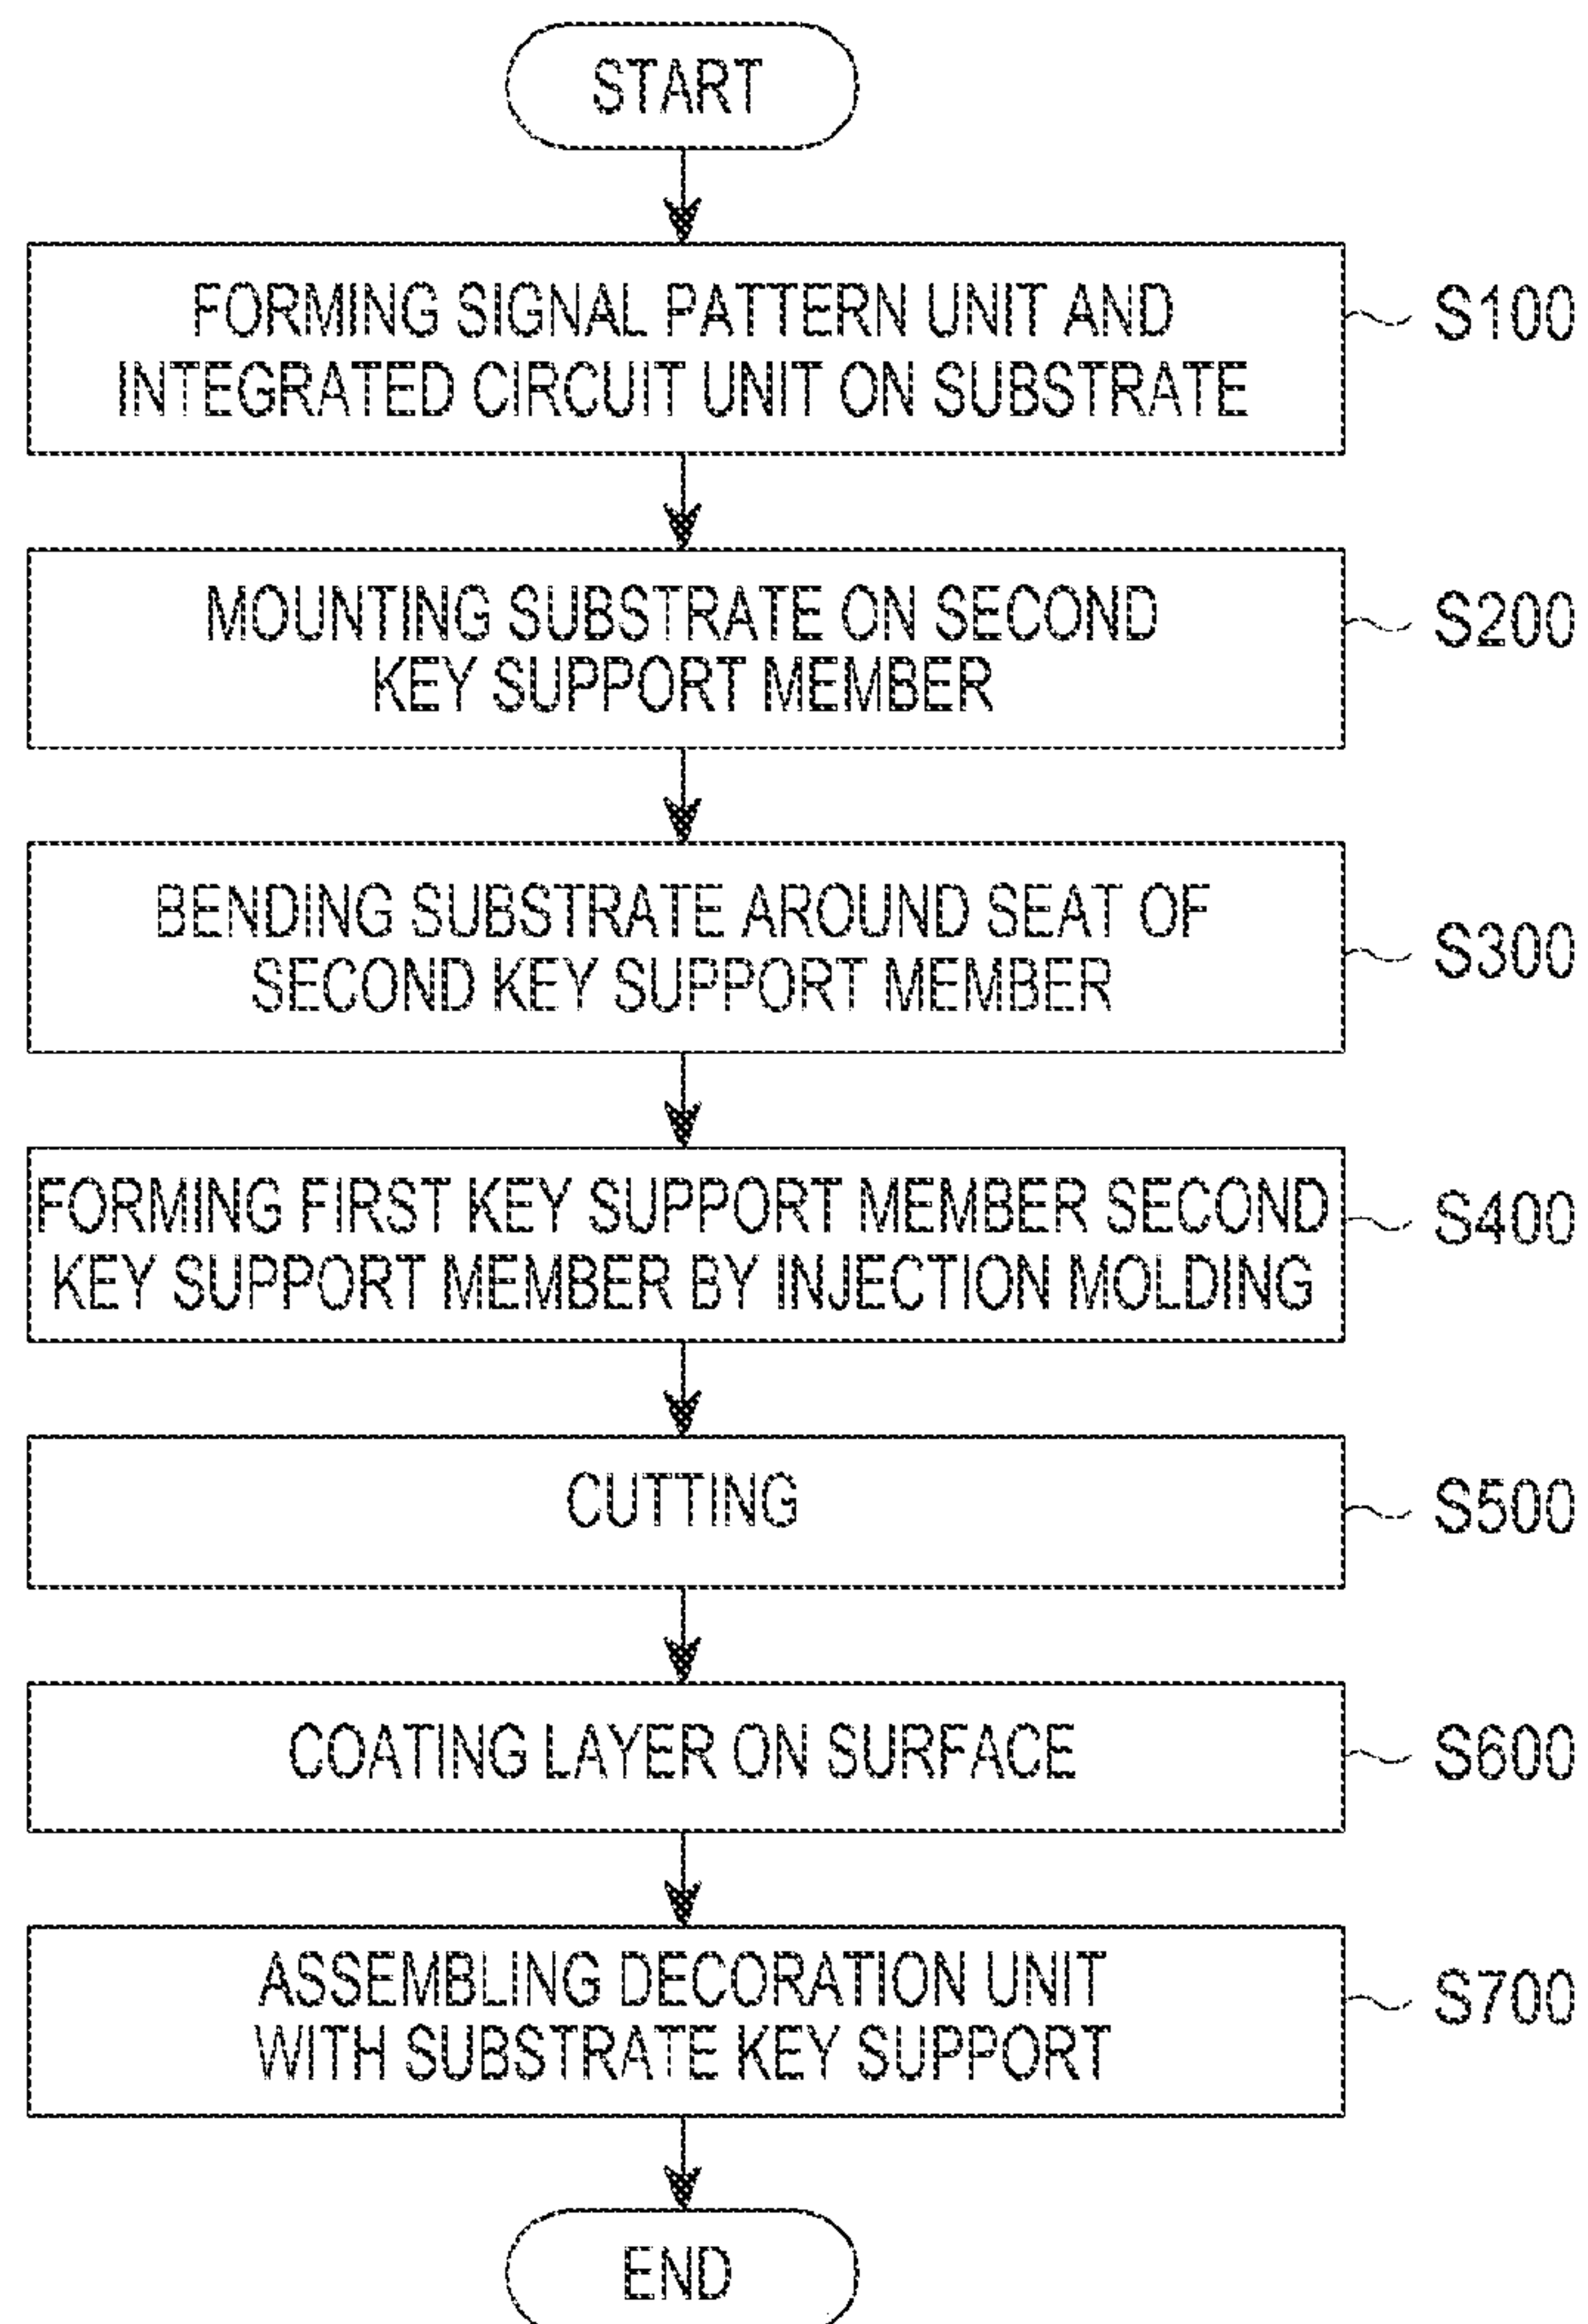 START
FORMING SIGNAL PATTERN UNIT AND
INTEGRATED CIRCUIT UNIT ON SUBSTRATE
S100
MOUNTING SUBSTRATE ON SECOND
KEY SUPPORT MEMBER
S200
BENDING SUBSTRATE AROUND SEAT OF
SECOND KEY SUPPORT MEMBER
S300
FORMING FIRST KEY SUPPORT MEMBER SECOND
KEY SUPPORT MEMBER BY INJECTION MOLDING
S400
CUTTING
S500
COATING LAYER ON SURFACE
S600
ASSEMBLING DECORATION UNIT
WITH SUBSTRATE KEY SUPPORT
S700
END